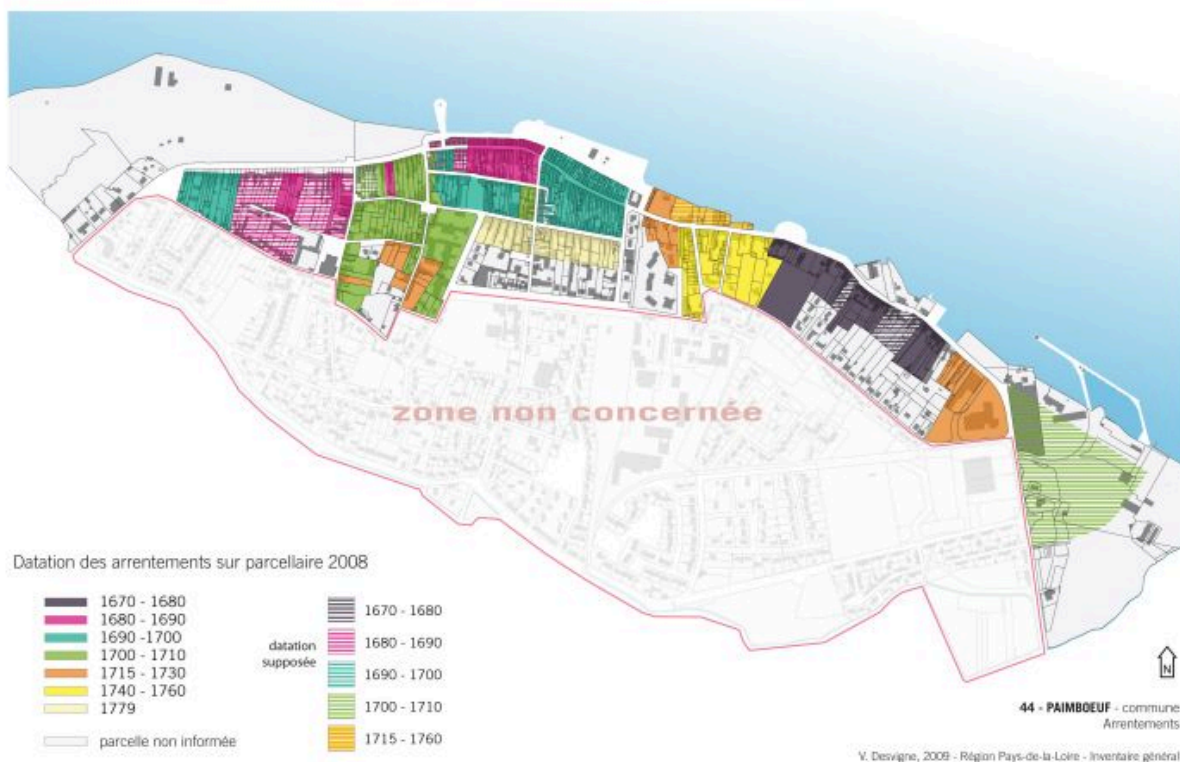 zone non concernée
Datation des arrentements sur parcellaire 2008
1670 - 1680
1680 - 1690
1690 -1700
1700 - 1710
1715 - 1730
1740 - 1760
1779
parcelle non informée
datation
supposée
1670 - 1680
1680 - 1690
1690 - 1700
1700 - 1710
1715 - 1760
N
44 - PAIMBOEUF - commune
Arrentements
V. Desvigne, 2009 - Région Pays-de-la-Loire - Inventaire général